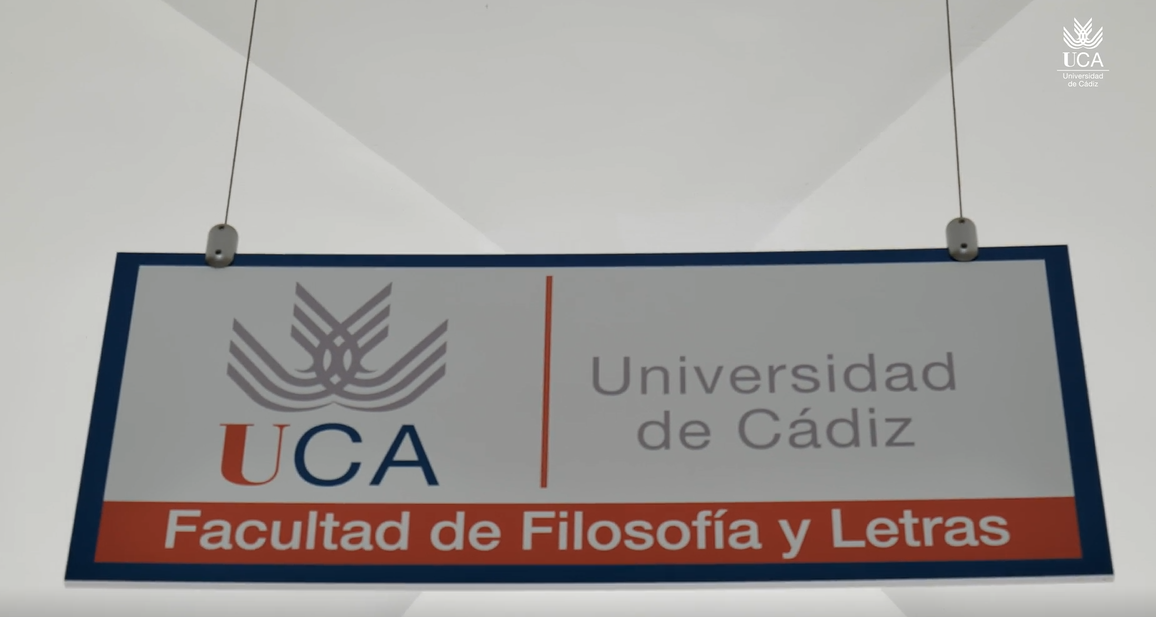 UCA
Universidad
de Cádiz
UCA
Universidad
de Cádiz
Facultad de Filosofía y Letras